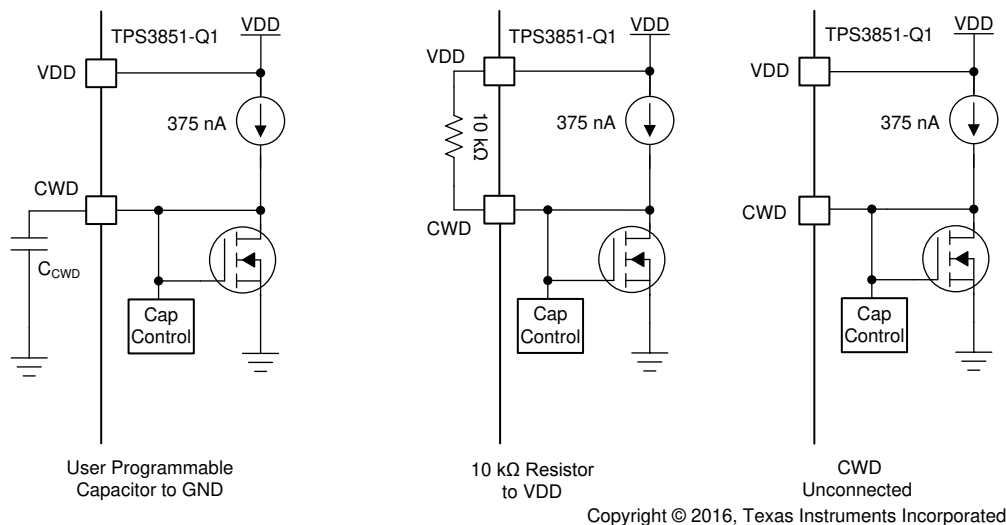 TPS3851-Q1
VDD
VDD
375 nA
CWD
CCWD
Cap
Control
User Programmable
Capacitor to GND
TPS3851-Q1
VDD
VDD
10 kΩ
375 nA
CWD
Cap
Control
10 kΩ Resistor
to VDD
TPS3851-Q1
VDD
VDD
375 nA
CWD
Cap
Control
CWD
Unconnected
Copyright © 2016, Texas Instruments Incorporated